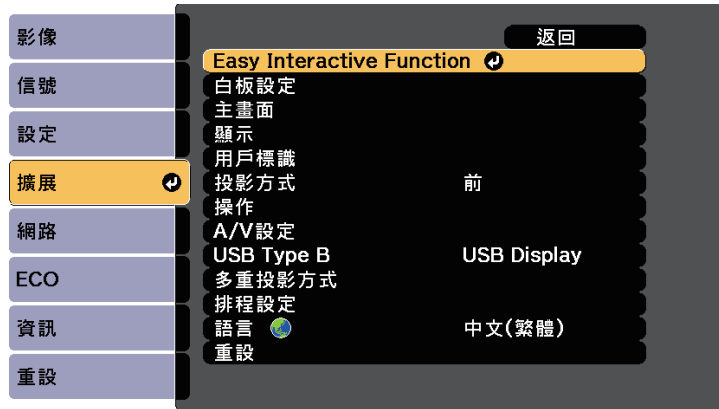 影像
信號
設定
擴展
網路
ECO
資訊
重設
返回
Easy Interactive Function
白板設定
主畫面
顯示
用戶標識
投影方式 前
操作
A/V設定
USB Type B USB Display
多重投影方式
排程設定
語言 中文(繁體)
重設